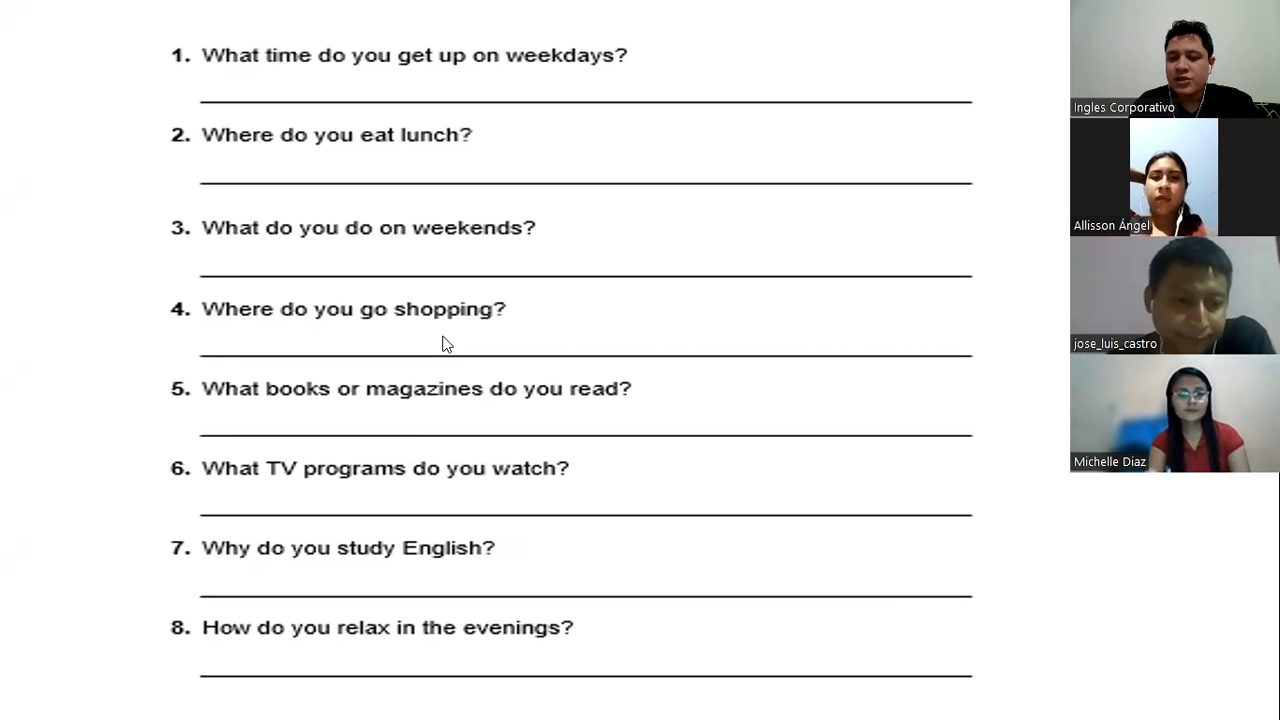 1. What time do you get up on weekdays?
2. Where do you eat lunch?
3. What do you do on weekends?
4. Where do you go shopping?
5. What books or magazines do you read?
6. What TV programs do you watch?
7. Why do you study English?
8. How do you relax in the evenings?
Ingles Corporativo
Allisson Ángel
jose_luis_castro
Michelle Diaz